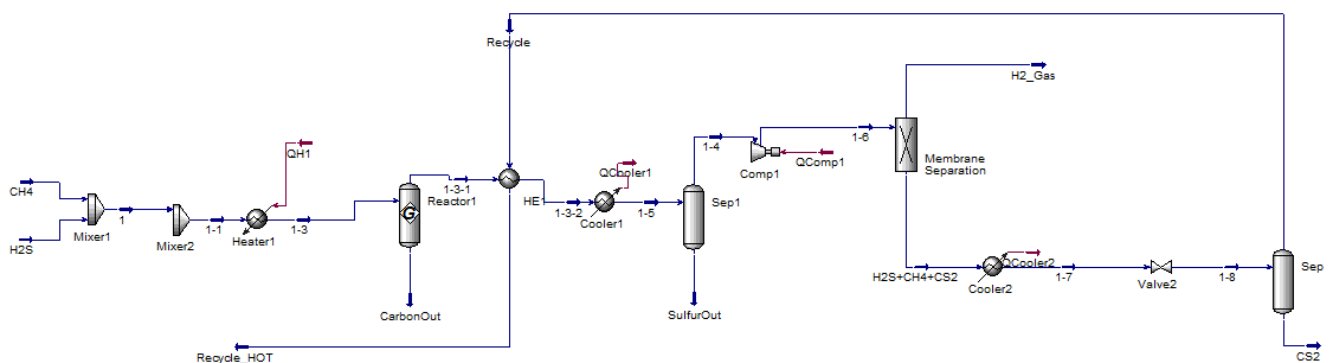 Recycle
H2_Gas
QH1
1-4
1-6
QComp1
Comp1
Membrane
Separation
QCooler1
CH4
1-3-1
Reactor1
HE1
1-3-2
Cooler1
1-5
Sep1
1
1-1
1-3
Mixer1
Mixer2
Heater1
H2S
G
H2S+CH4+CS2
QCooler2
Cooler2
1-7
Valve2
1-8
Sep
CarbonOut
SulfurOut
Recycle_HOT
CS2